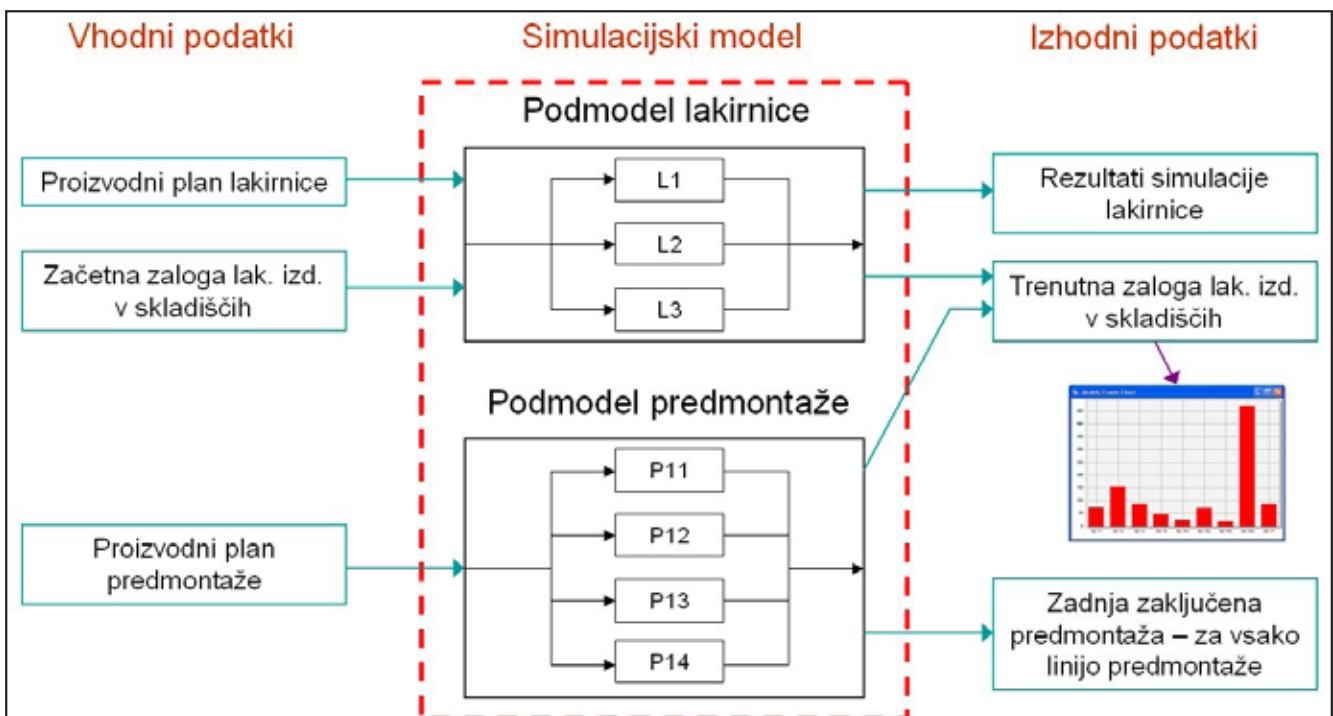 Vhodni podatki
Simulacijski model
Izhodni podatki
Podmodel lakirnice
Proizvodni plan lakirnice
L1
L2
L3
Začetna zaloga lak. izd.
v skladiščih
Rezultati simulacije
lakirnice
Trenutna zaloga lak. izd.
v skladiščih
Podmodel predmontaže
P11
P12
P13
P14
Proizvodni plan
predmontaže
Zadnja zaključena
predmontaža – za vsako
linijo predmontaže